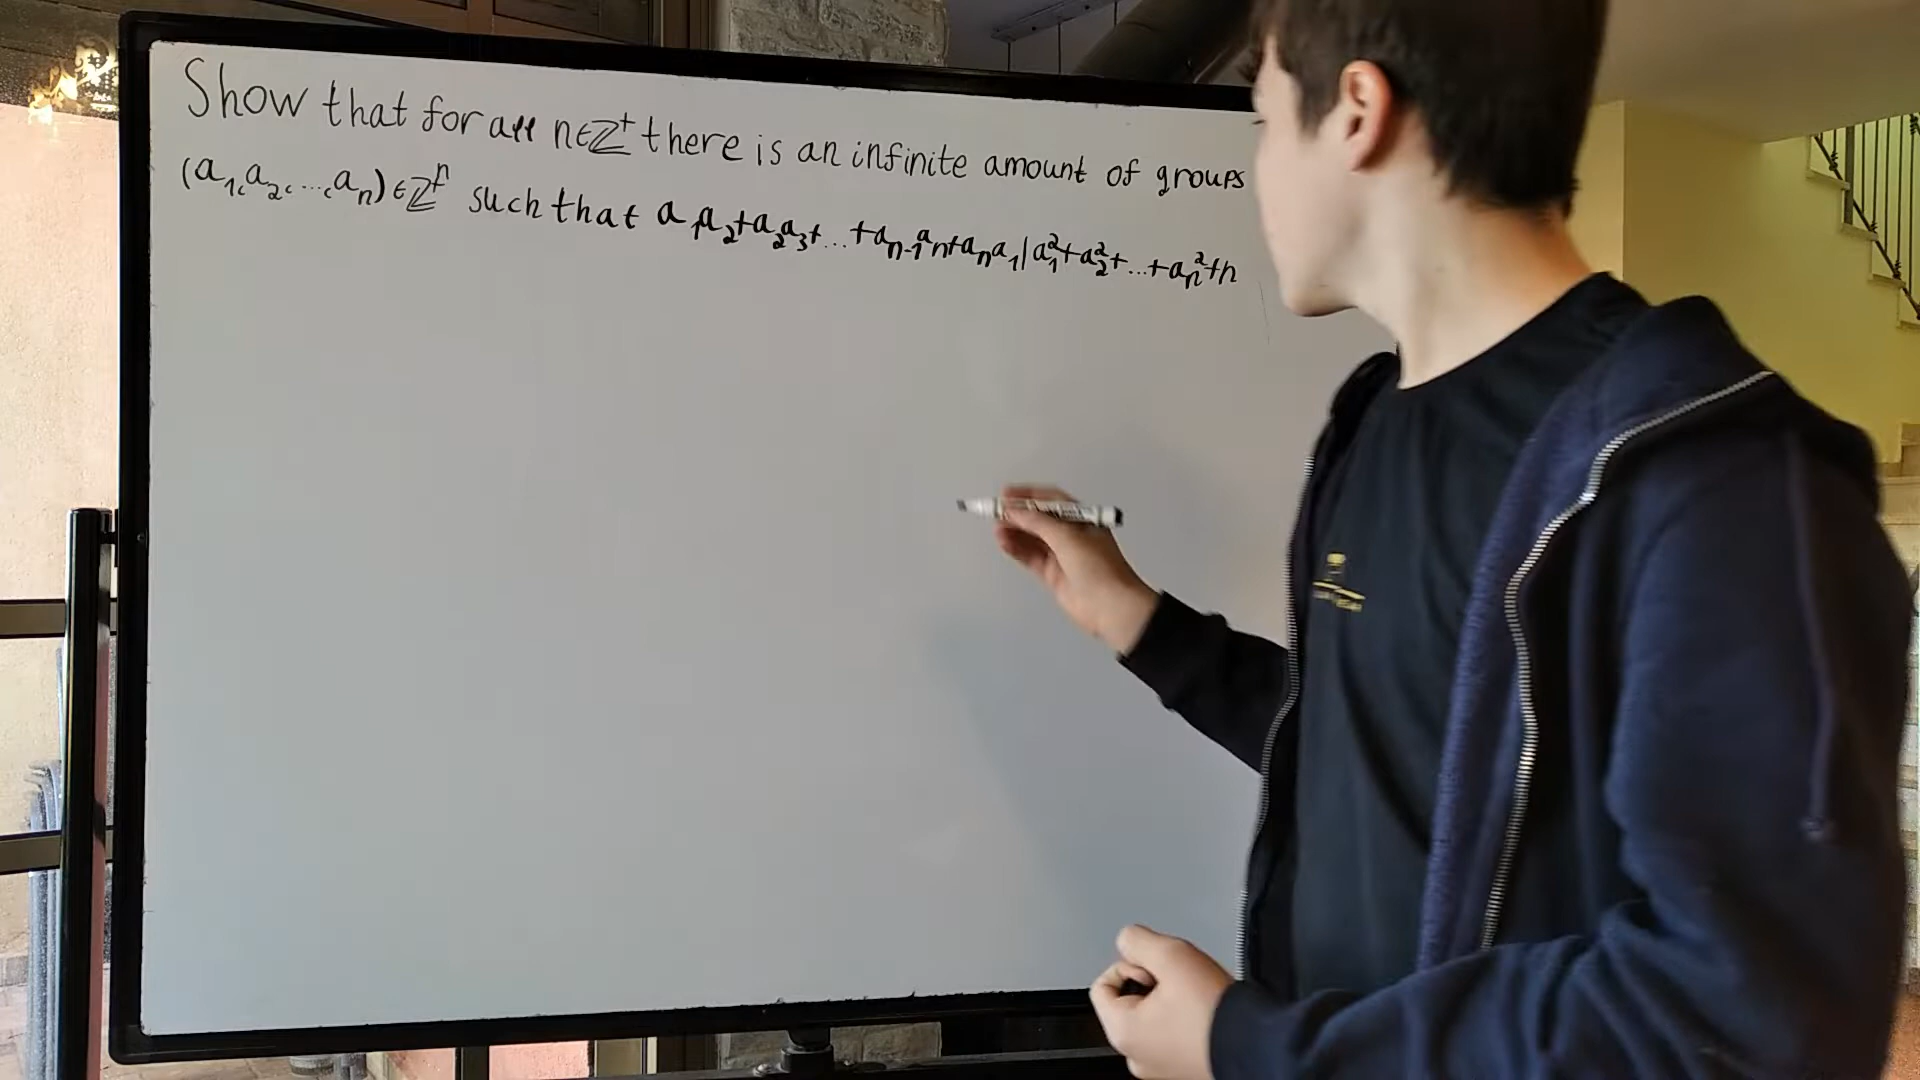 Show that for all n∈ℤ⁺ there is an infinite amount of groups
(a₁, a₂, ..., aₙ) ∈ ℤⁿ such that a₁a₂+a₂a₃+...+aₙ₋₁aₙ+aₙa₁|a₁²+a₂²+...+aₙ²+n